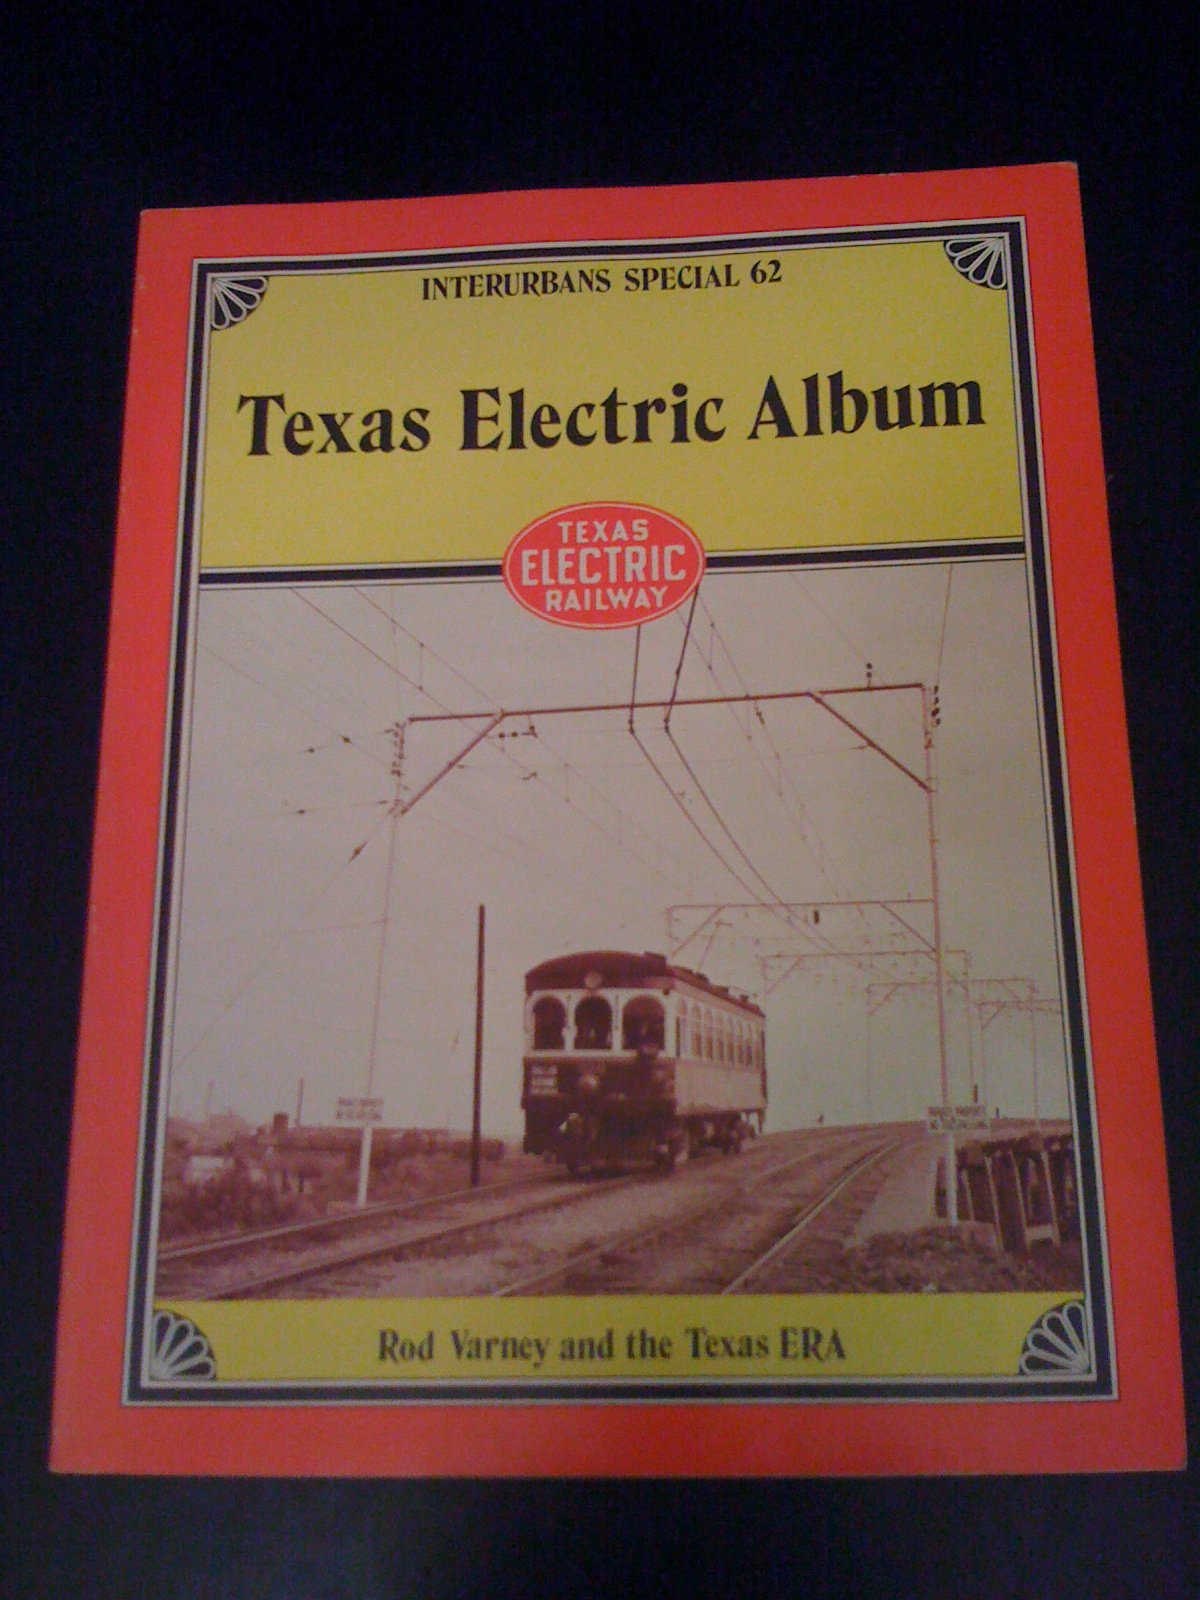 INTERURBANS SPECIAL 62
Texas Electric Album
TEXAS
ELECTRIC
RAILWAY
Rod Varney and the Texas ERA